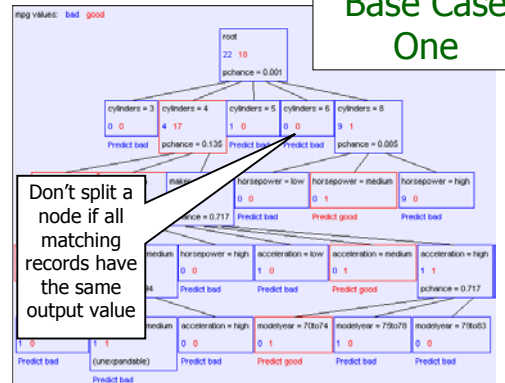 Base Case
One
mpg values: bad good
root
22 18
pchance = 0.001
cylinders = 3
0 0
Predict bad
cylinders = 4
4 17
pchance = 0.135
cylinders = 5
1 0
Predict bad
cylinders = 6
8 0
Predict bad
cylinders = 8
9 1
pchance = 0.085
Don't split a
node if all
matching
records have
the same
output value
= 0.717
horsepower = low
0 0
Predict bad
horsepower = medium
0 1
Predict good
horsepower = high
9 0
Predict bad
horsepower = high
0 0
Predict bad
acceleration = low
1 0
Predict bad
acceleration = medium
0 1
Predict good
acceleration = high
1 1
pchance = 0.717
1 0
Predict bad
1 1
(unexpandable)
Predict bad
acceleration = high
0 0
Predict bad
modelyear = 70to74
0 1
Predict good
modelyear = 75to78
1 0
Predict bad
modelyear = 79to83
0 0
Predict bad